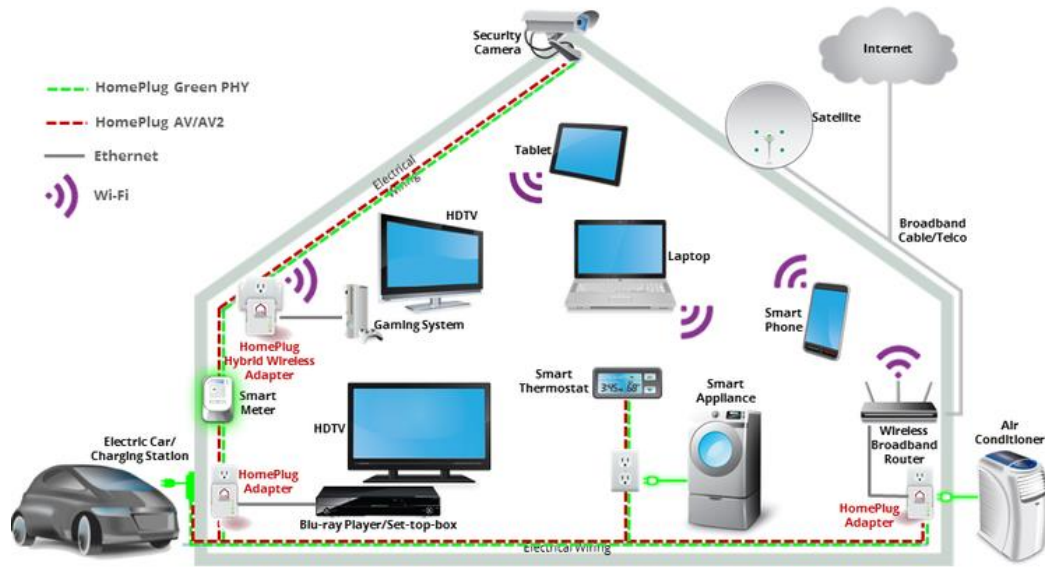 Security
Camera
Internet
HomePlug Green PHY
HomePlug AV/AV2
Ethernet
Wi-Fi
Satellite
Tablet
Electrical
Wiring
HDTV
Laptop
Broadband
Cable/Telco
Gaming System
Smart
Phone
HomePlug
Hybrid Wireless
Adapter
Smart
Meter
Smart
Thermostat
3:45
68°
Smart
Appliance
HDTV
Wireless
Broadband
Router
Air
Conditioner
Electric Car/
Charging Station
HomePlug
Adapter
HomePlug
Adapter
Blu-ray Player/Set-top-box
Electrical Wiring